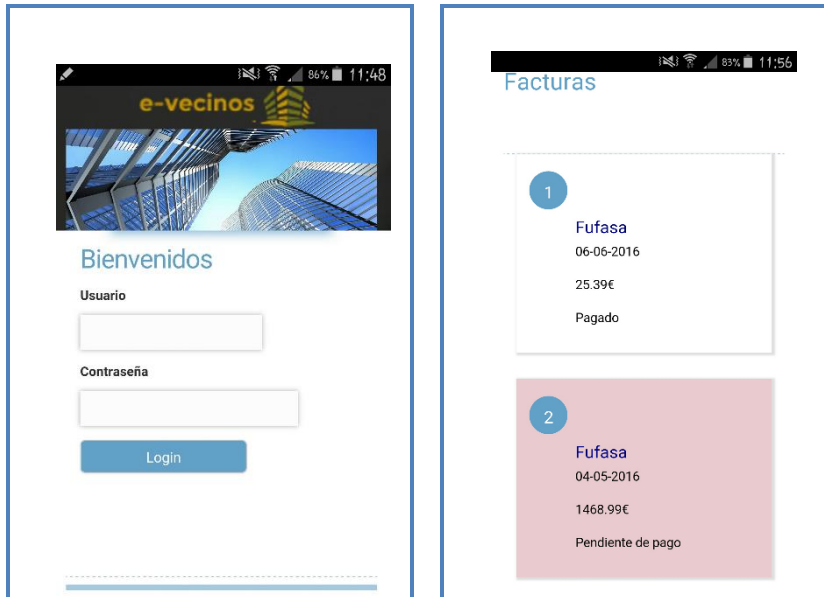 86% 11:48
e-vecinos
Bienvenidos
Usuario
Contraseña
Login
83% 11:56
Facturas
1
Fufasa
06-06-2016
25.39€
Pagado
2
Fufasa
04-05-2016
1468.99€
Pendiente de pago